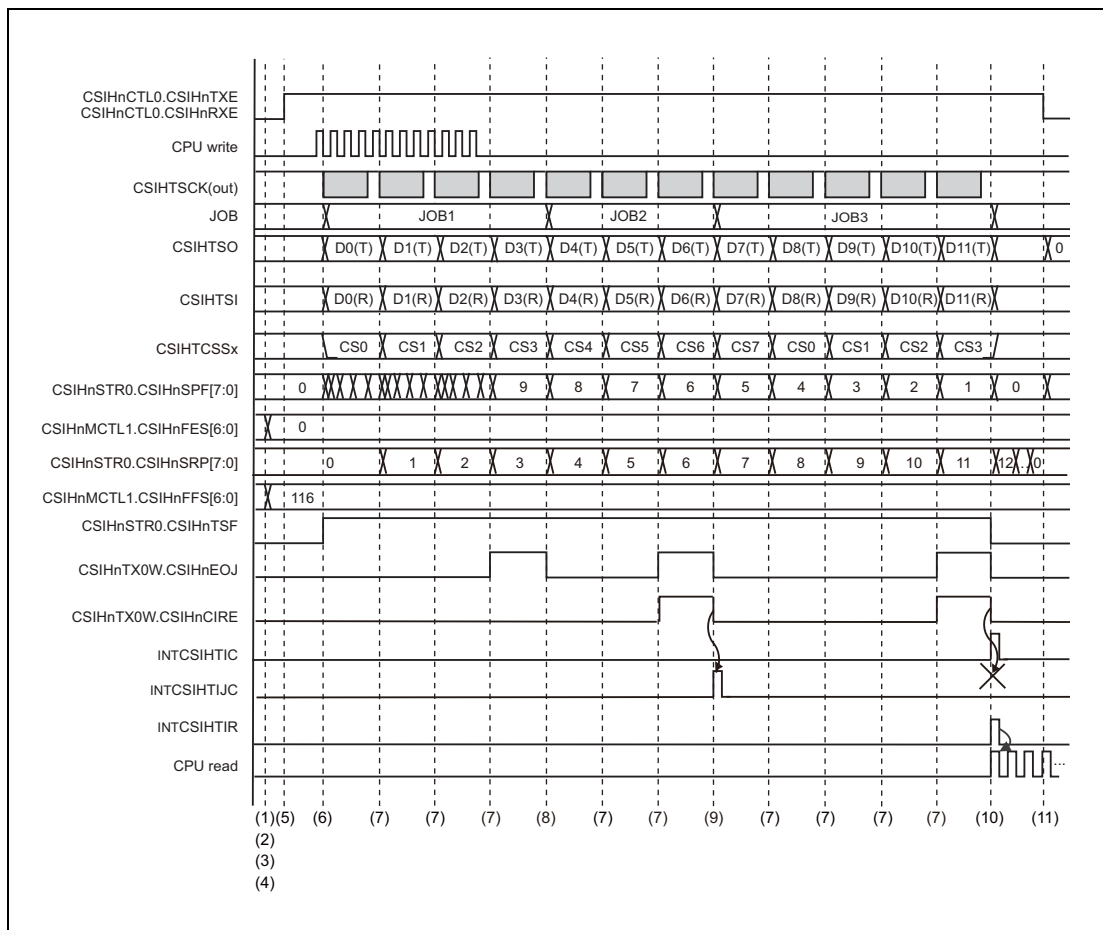 CSIHnCTL0.CSIHnTXE
CSIHnCTL0.CSIHnRXE
CPU write
CSIHTSCK(out)
JOB JOB1 JOB2 JOB3
CSIHTSO D0(T) D1(T) D2(T) D3(T) D4(T) D5(T) D6(T) D7(T) D8(T) D9(T) D10(T) D11(T) 0
CSIHTSI D0(R) D1(R) D2(R) D3(R) D4(R) D5(R) D6(R) D7(R) D8(R) D9(R) D10(R) D11(R)
CSIHTCSSx CS0 CS1 CS2 CS3 CS4 CS5 CS6 CS7 CS0 CS1 CS2 CS3
CSIHnSTR0.CSIHnSPF[7:0] 0 9 8 7 6 5 4 3 2 1 0
CSIHnMCTL1.CSIHnFES[6:0] 0
CSIHnSTR0.CSIHnSRP[7:0] 0 1 2 3 4 5 6 7 8 9 10 11 12 .. 0
CSIHnMCTL1.CSIHnFFS[6:0] 116
CSIHnSTR0.CSIHnTSF
CSIHnTX0W.CSIHnEOJ
CSIHnTX0W.CSIHnCIRE
INTCSIHTIC
INTCSIHTIJC
INTCSIHTIR
CPU read ...
(1) (5) (6) (7) (7) (7) (8) (7) (7) (9) (7) (7) (7) (7) (10) (11)
(2)
(3)
(4)